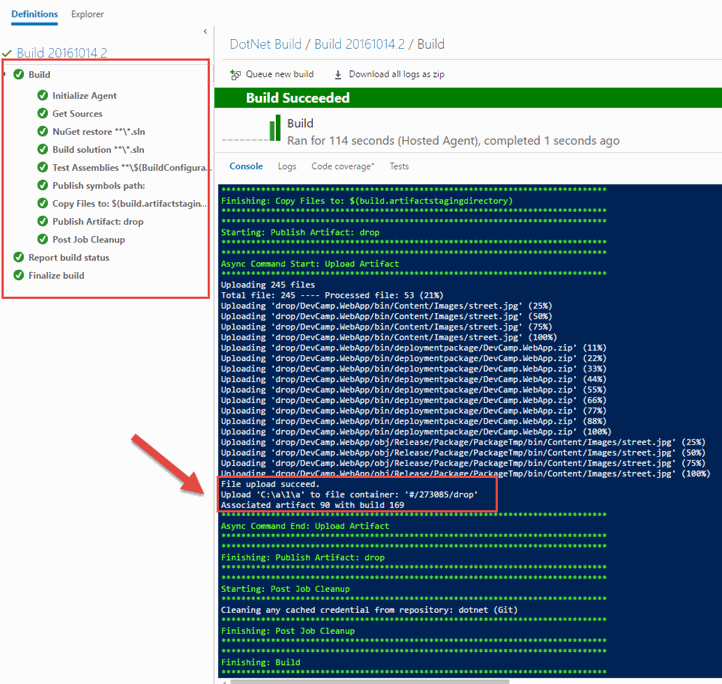 Definitions Explorer
Build 20161014.2
Build
Initialize Agent
Get Sources
NuGet restore **\*.sln
Build solution **\*.sln
Test Assemblies **\$(BuildConfigura...
Publish symbols path:
Copy Files to: $(build.artifactstagin...
Publish Artifact: drop
Post Job Cleanup
Report build status
Finalize build
DotNet Build / Build 20161014.2 / Build
Queue new build Download all logs as zip
Build Succeeded
Build
Ran for 114 seconds (Hosted Agent), completed 1 seconds ago
Console Logs Code coverage* Tests
******************************************************************************
Finishing: Copy Files to: $(build.artifactstagingdirectory)
******************************************************************************
******************************************************************************
Starting: Publish Artifact: drop
******************************************************************************
******************************************************************************
Async Command Start: Upload Artifact
******************************************************************************
Uploading 245 files
Total file: 245 ---- Processed file: 53 (21%)
Uploading 'drop/DevCamp.WebApp/bin/Content/Images/street.jpg' (25%)
Uploading 'drop/DevCamp.WebApp/bin/Content/Images/street.jpg' (50%)
Uploading 'drop/DevCamp.WebApp/bin/Content/Images/street.jpg' (75%)
Uploading 'drop/DevCamp.WebApp/bin/Content/Images/street.jpg' (100%)
Uploading 'drop/DevCamp.WebApp/bin/deploymentpackage/DevCamp.WebApp.zip' (11%)
Uploading 'drop/DevCamp.WebApp/bin/deploymentpackage/DevCamp.WebApp.zip' (22%)
Uploading 'drop/DevCamp.WebApp/bin/deploymentpackage/DevCamp.WebApp.zip' (33%)
Uploading 'drop/DevCamp.WebApp/bin/deploymentpackage/DevCamp.WebApp.zip' (44%)
Uploading 'drop/DevCamp.WebApp/bin/deploymentpackage/DevCamp.WebApp.zip' (55%)
Uploading 'drop/DevCamp.WebApp/bin/deploymentpackage/DevCamp.WebApp.zip' (66%)
Uploading 'drop/DevCamp.WebApp/bin/deploymentpackage/DevCamp.WebApp.zip' (77%)
Uploading 'drop/DevCamp.WebApp/bin/deploymentpackage/DevCamp.WebApp.zip' (88%)
Uploading 'drop/DevCamp.WebApp/bin/deploymentpackage/DevCamp.WebApp.zip' (100%)
Uploading 'drop/DevCamp.WebApp/obj/Release/Package/PackageTmp/bin/Content/Images/street.jpg' (25%)
Uploading 'drop/DevCamp.WebApp/obj/Release/Package/PackageTmp/bin/Content/Images/street.jpg' (50%)
Uploading 'drop/DevCamp.WebApp/obj/Release/Package/PackageTmp/bin/Content/Images/street.jpg' (75%)
Uploading 'drop/DevCamp.WebApp/obj/Release/Package/PackageTmp/bin/Content/Images/street.jpg' (100%)
File upload succeed.
Upload 'C:\a\1\a' to file container: '#/273085/drop'
Associated artifact 90 with build 169
******************************************************************************
Async Command End: Upload Artifact
******************************************************************************
******************************************************************************
Finishing: Publish Artifact: drop
******************************************************************************
******************************************************************************
Starting: Post Job Cleanup
******************************************************************************
Cleaning any cached credential from repository: dotnet (Git)
******************************************************************************
Finishing: Post Job Cleanup
******************************************************************************
******************************************************************************
Finishing: Build
******************************************************************************